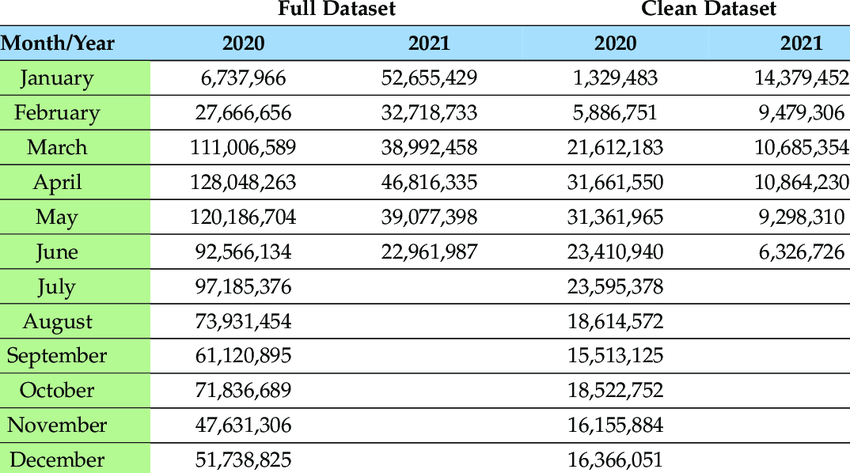 Full Dataset Clean Dataset
Month/Year 2020 2021 2020 2021
January 6,737,966 52,655,429 1,329,483 14,379,452
February 27,666,656 32,718,733 5,886,751 9,479,306
March 111,006,589 38,992,458 21,612,183 10,685,354
April 128,048,263 46,816,335 31,661,550 10,864,230
May 120,186,704 39,077,398 31,361,965 9,298,310
June 92,566,134 22,961,987 23,410,940 6,326,726
July 97,185,376 23,595,378
August 73,931,454 18,614,572
September 61,120,895 15,513,125
October 71,836,689 18,522,752
November 47,631,306 16,155,884
December 51,738,825 16,366,051